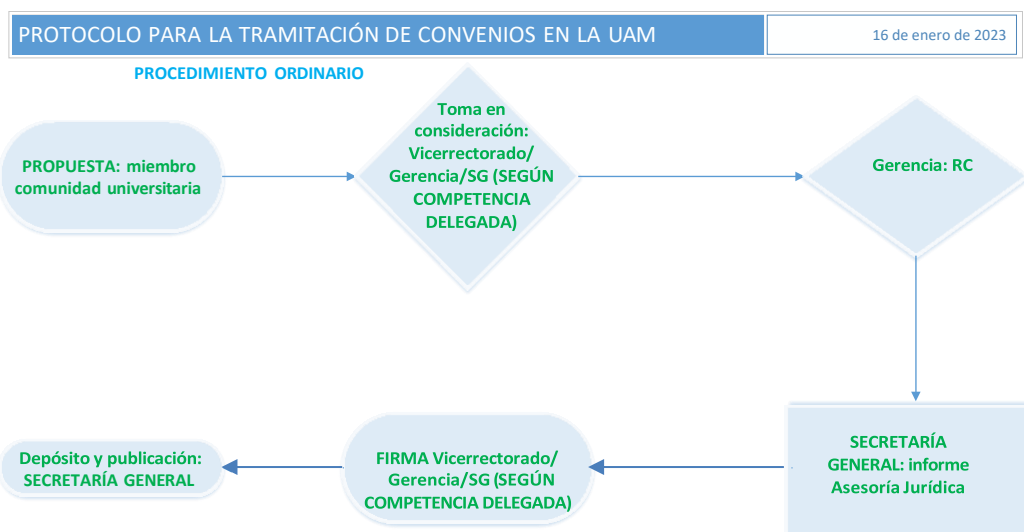 PROTOCOLO PARA LA TRAMITACIÓN DE CONVENIOS EN LA UAM
16 de enero de 2023
PROCEDIMIENTO ORDINARIO
PROPUESTA: miembro
comunidad universitaria
Toma en
consideración:
Vicerrectorado/
Gerencia/SG (SEGÚN
COMPETENCIA
DELEGADA)
Gerencia: RC
SECRETARÍA
GENERAL: informe
Asesoría Jurídica
FIRMA Vicerrectorado/
Gerencia/SG (SEGÚN
COMPETENCIA DELEGADA)
Depósito y publicación:
SECRETARÍA GENERAL